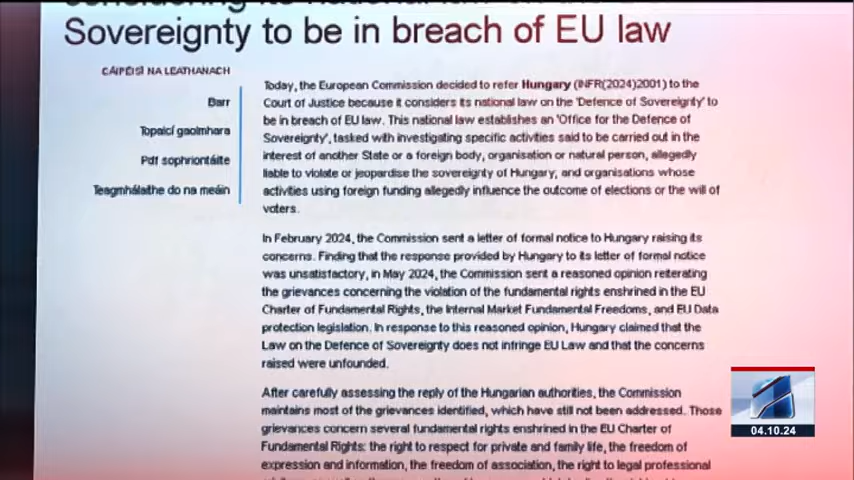 Sovereignty to be in breach of EU law
CÁIPÉISÍ NA LEATHANACH
Barr
Topaicí gaolmhara
Pdf sophriontáilte
Teagmhálaithe do na meáin
Today, the European Commission decided to refer Hungary (INFR(2024)2001) to the
Court of Justice because it considers its national law on the 'Defence of Sovereignty' to
be in breach of EU law. This national law establishes an 'Office for the Defence of
Sovereignty', tasked with investigating specific activities said to be carried out in the
interest of another State or a foreign body, organisation or natural person, allegedly
liable to violate or jeopardise the sovereignty of Hungary, and organisations whose
activities using foreign funding allegedly influence the outcome of elections or the will of
voters.
In February 2024, the Commission sent a letter of formal notice to Hungary raising its
concerns. Finding that the response provided by Hungary to its letter of formal notice
was unsatisfactory, in May 2024, the Commission sent a reasoned opinion reiterating
the grievances concerning the violation of the fundamental rights enshrined in the EU
Charter of Fundamental Rights, the Internal Market Fundamental Freedoms, and EU Data
protection legislation. In response to this reasoned opinion, Hungary claimed that the
Law on the Defence of Sovereignty does not infringe EU Law and that the concerns
raised were unfounded.
After carefully assessing the reply of the Hungarian authorities, the Commission
maintains most of the grievances identified, which have still not been addressed. Those
grievances concern several fundamental rights enshrined in the EU Charter of
Fundamental Rights: the right to respect for private and family life, the freedom of
expression and information, the freedom of association, the right to legal professional
04.10.24